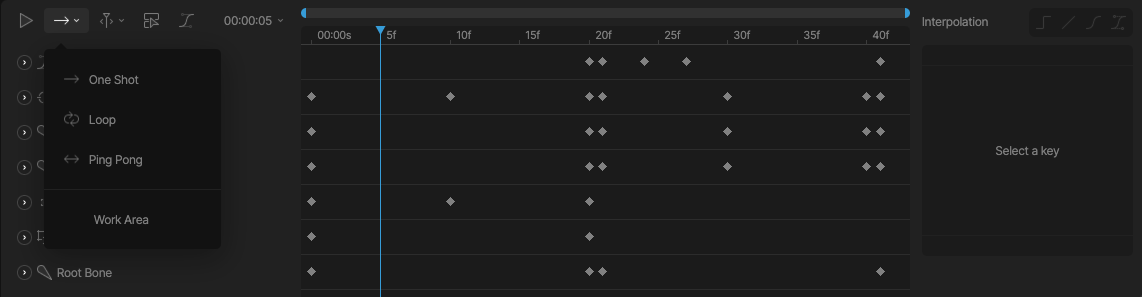 00:00:05
Interpolation
00:00s 5f 10f 15f 20f 25f 30f 35f 40f
One Shot
Loop
Ping Pong
Select a key
Work Area
Root Bone